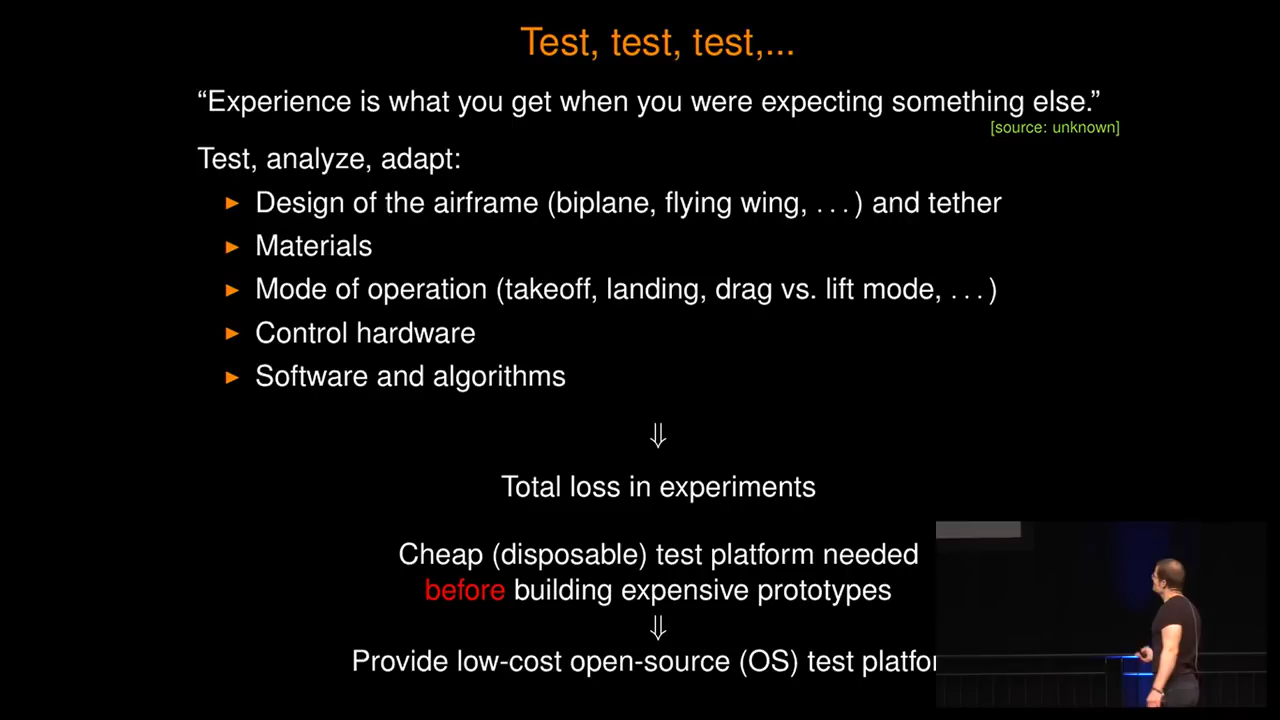 Test, test, test,...
“Experience is what you get when you were expecting something else.”
[source: unknown]
Test, analyze, adapt:
▶ Design of the airframe (biplane, flying wing, . . . ) and tether
▶ Materials
▶ Mode of operation (takeoff, landing, drag vs. lift mode, . . . )
▶ Control hardware
▶ Software and algorithms
⇓
Total loss in experiments
Cheap (disposable) test platform needed
before building expensive prototypes
⇓
Provide low-cost open-source (OS) test